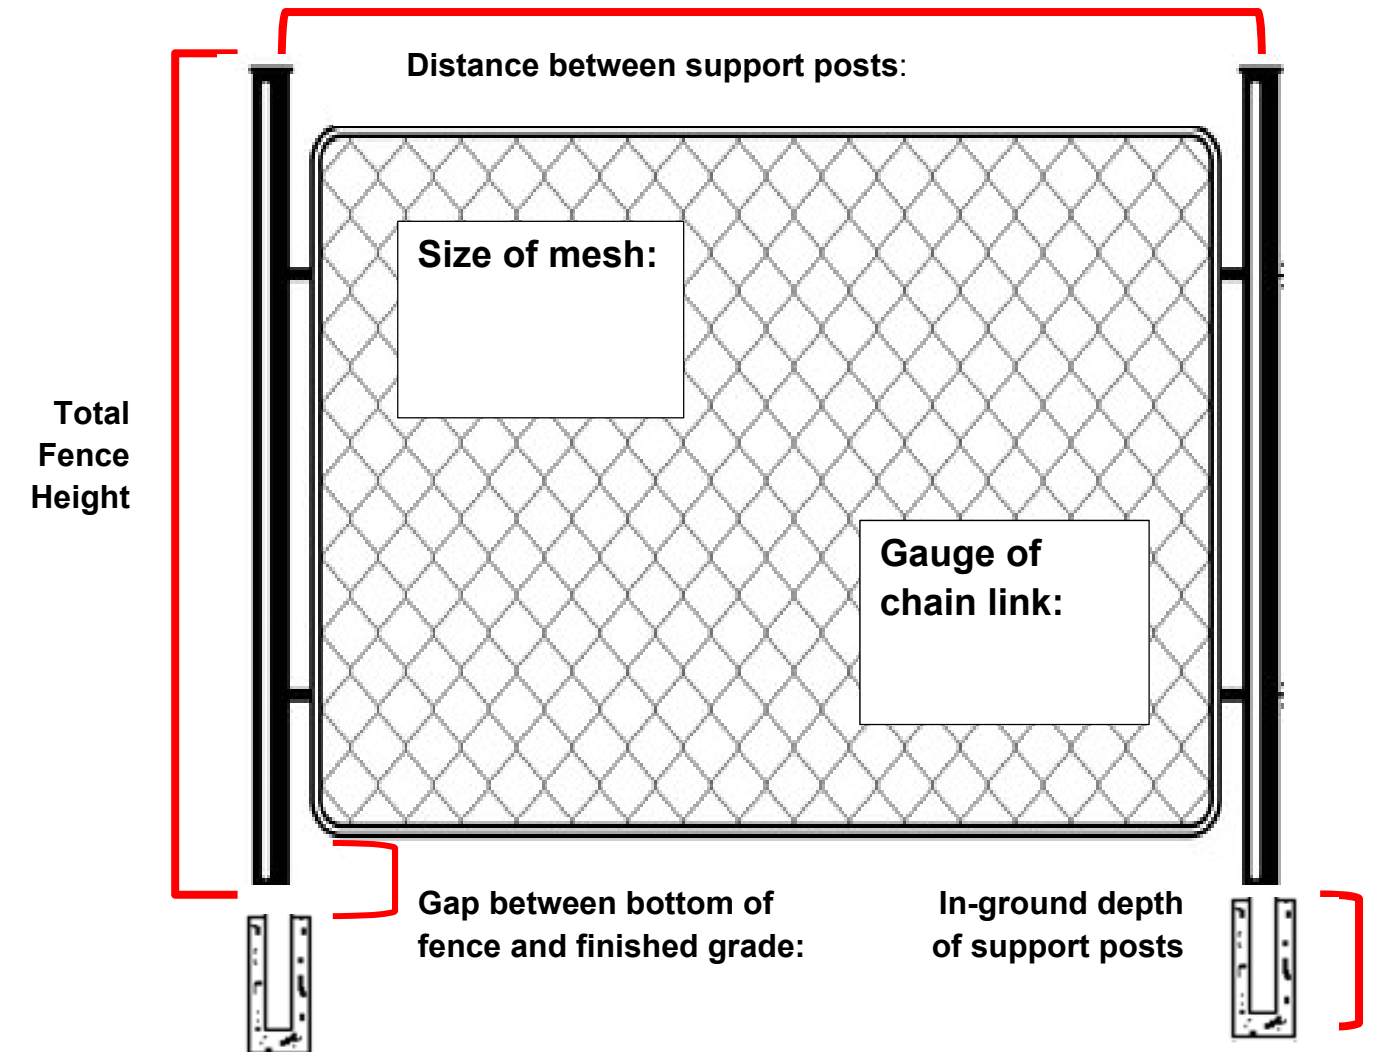 Distance between support posts:
Size of mesh:
Total
Fence
Height
Gauge of
chain link:
Gap between bottom of
fence and finished grade:
In-ground depth
of support posts